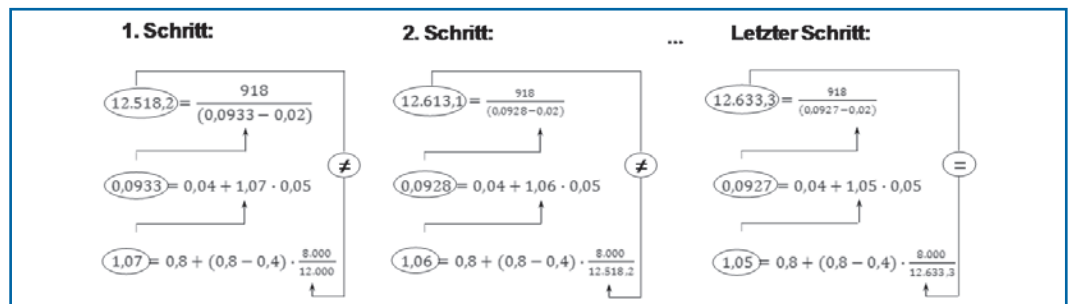 1. Schritt:
12.518,2 = 918 / (0,0933 − 0,02)
≠
0,0933 = 0,04 + 1,07 · 0,05
1,07 = 0,8 + (0,8 − 0,4) · 8.000 / 12.000
2. Schritt:
12.613,1 = 918 / (0,0928−0,02)
≠
0,0928 = 0,04 + 1,06 · 0,05
1,06 = 0,8 + (0,8 − 0,4) · 8.000 / 12.518,2
...
Letzter Schritt:
12.633,3 = 918 / (0,0927−0,02)
=
0,0927 = 0,04 + 1,05 · 0,05
1,05 = 0,8 + (0,8 − 0,4) · 8.000 / 12.633,3